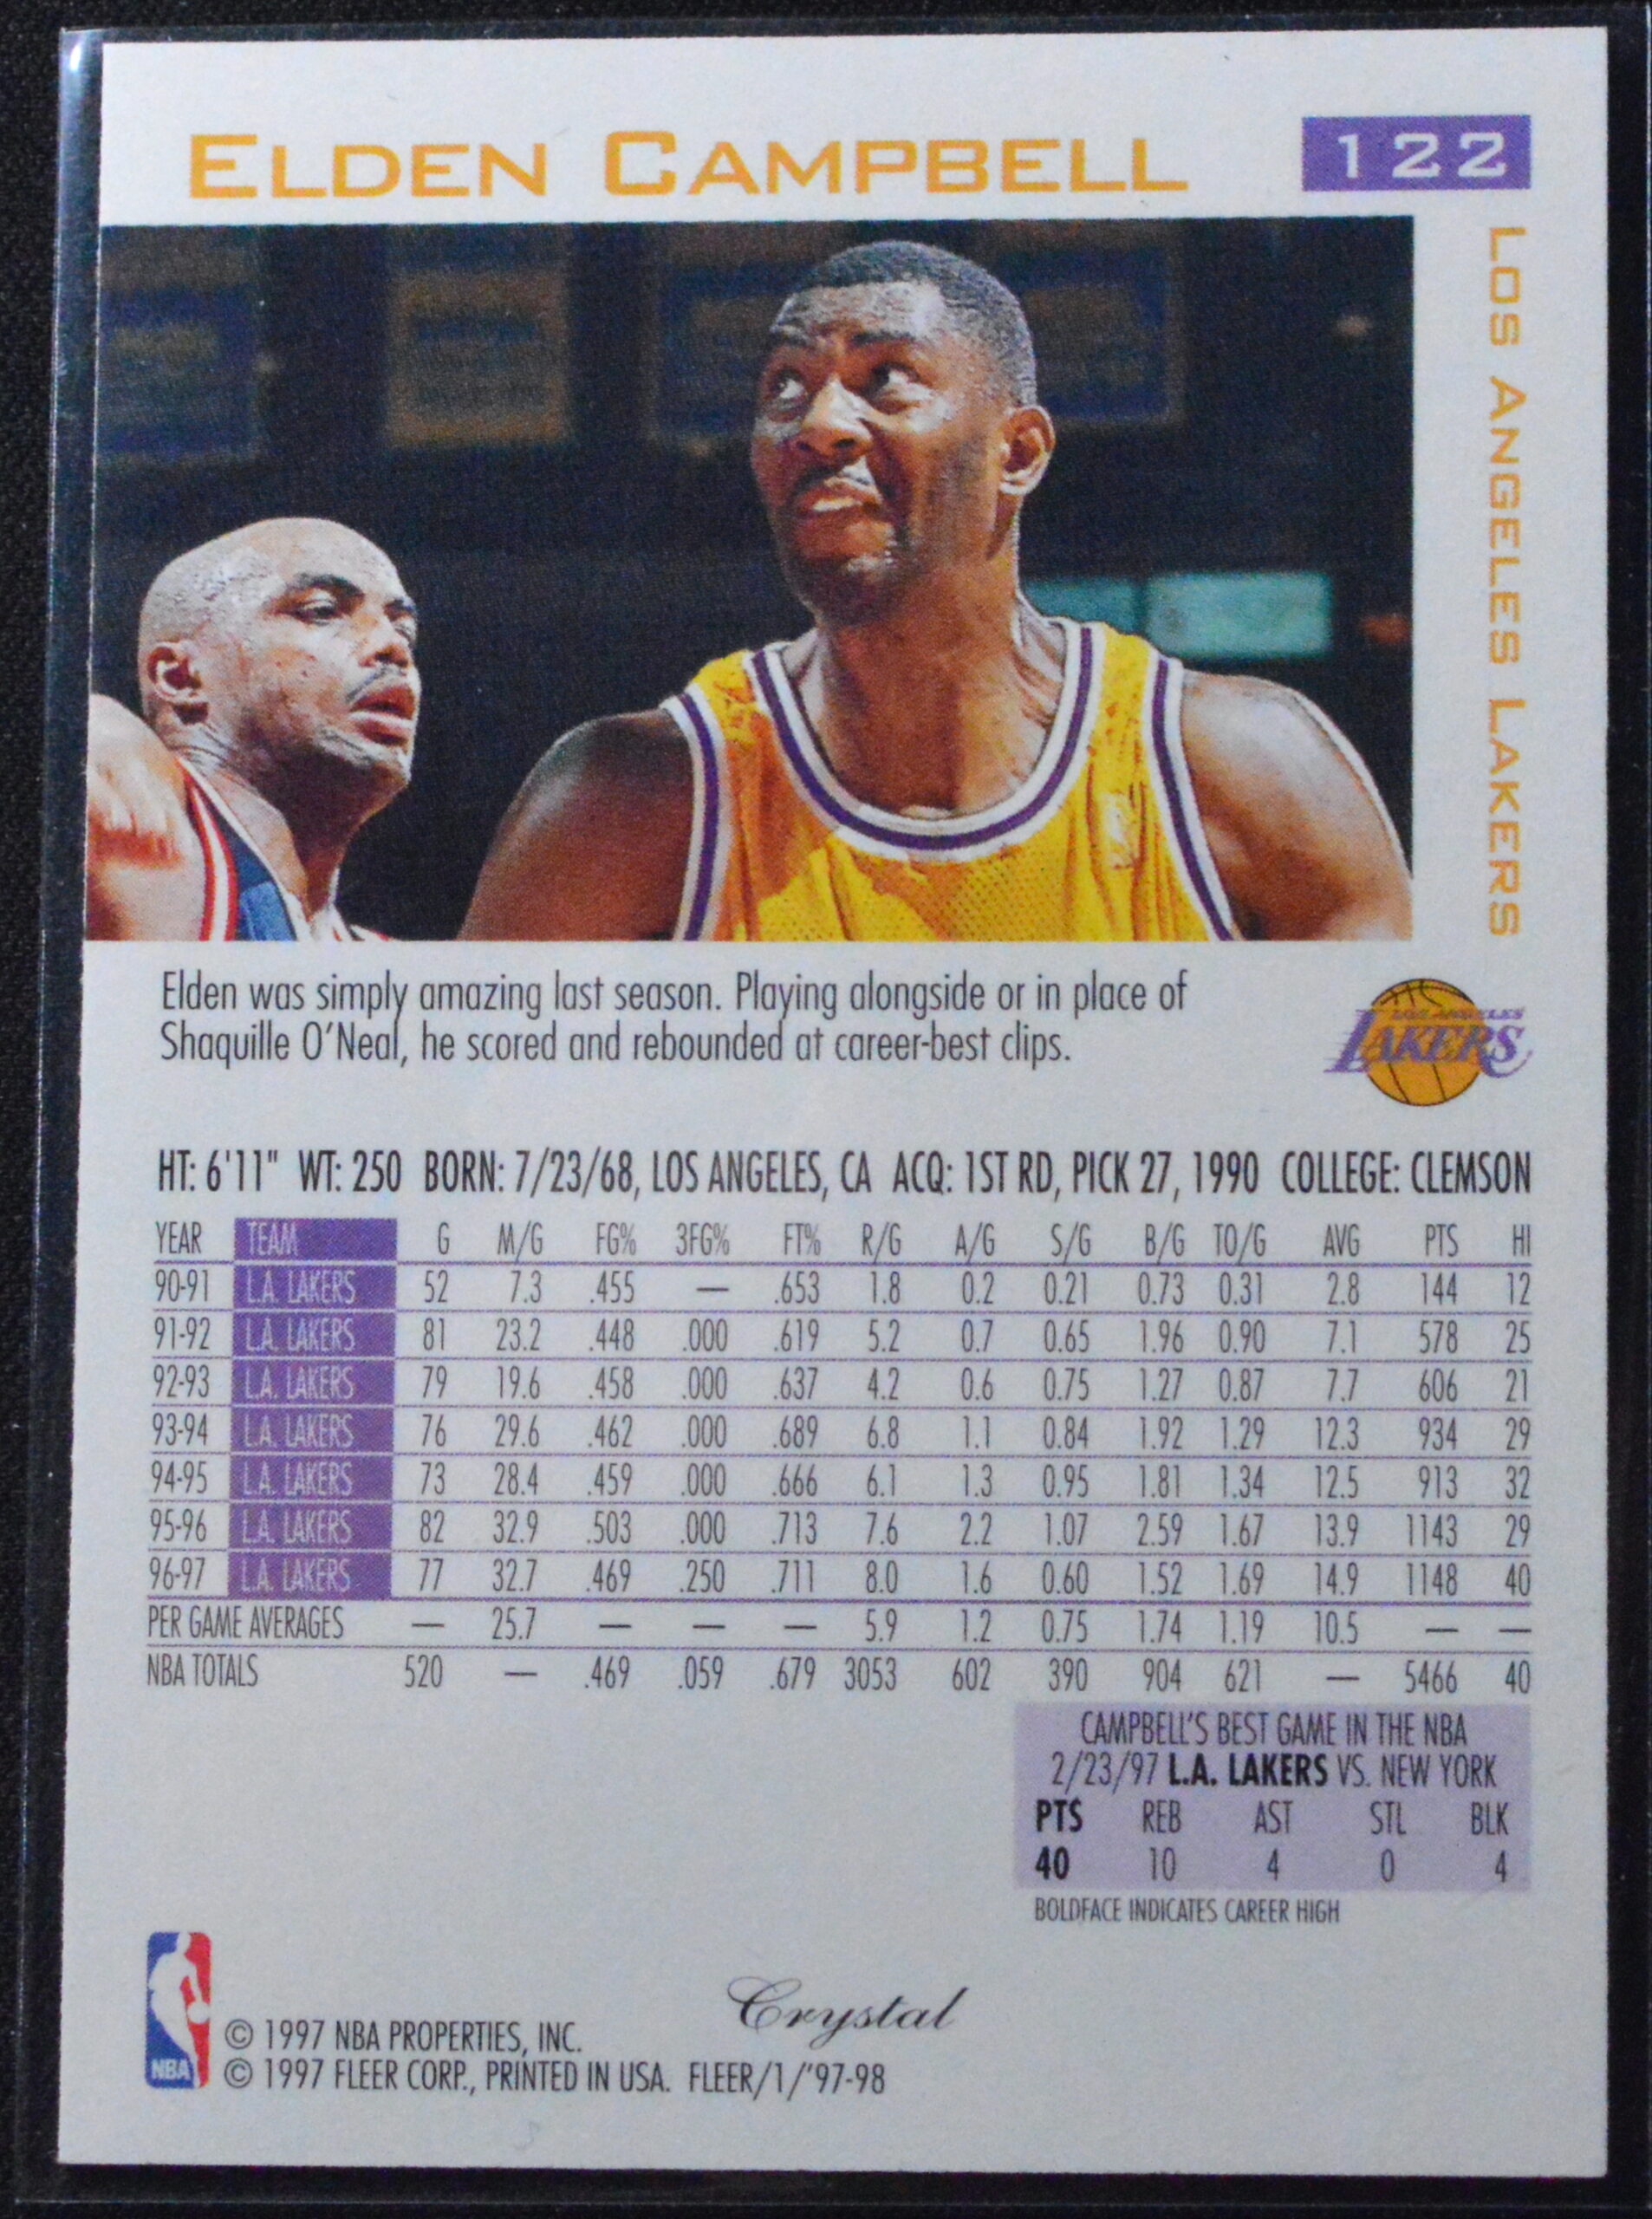 ELDEN CAMPBELL
122
LOS ANGELES LAKERS
Elden was simply amazing last season. Playing alongside or in place of
Shaquille O'Neal, he scored and rebounded at career-best clips.
LOS ANGELES
LAKERS
HT: 6'11" WT: 250 BORN: 7/23/68, LOS ANGELES, CA ACQ: 1ST RD, PICK 27, 1990 COLLEGE: CLEMSON
YEAR TEAM G M/G FG% 3FG% FT% R/G A/G S/G B/G TO/G AVG PTS HI
90-91 L.A. LAKERS 52 7.3 .455 — .653 1.8 0.2 0.21 0.73 0.31 2.8 144 12
91-92 L.A. LAKERS 81 23.2 .448 .000 .619 5.2 0.7 0.65 1.96 0.90 7.1 578 25
92-93 L.A. LAKERS 79 19.6 .458 .000 .637 4.2 0.6 0.75 1.27 0.87 7.7 606 21
93-94 L.A. LAKERS 76 29.6 .462 .000 .689 6.8 1.1 0.84 1.92 1.29 12.3 934 29
94-95 L.A. LAKERS 73 28.4 .459 .000 .666 6.1 1.3 0.95 1.81 1.34 12.5 913 32
95-96 L.A. LAKERS 82 32.9 .503 .000 .713 7.6 2.2 1.07 2.59 1.67 13.9 1143 29
96-97 L.A. LAKERS 77 32.7 .469 .250 .711 8.0 1.6 0.60 1.52 1.69 14.9 1148 40
PER GAME AVERAGES — 25.7 — — — 5.9 1.2 0.75 1.74 1.19 10.5 — —
NBA TOTALS 520 — .469 .059 .679 3053 602 390 904 621 — 5466 40
CAMPBELL'S BEST GAME IN THE NBA
2/23/97 L.A. LAKERS VS. NEW YORK
PTS REB AST STL BLK
40 10 4 0 4
BOLDFACE INDICATES CAREER HIGH
Crystal
NBA
© 1997 NBA PROPERTIES, INC.
© 1997 FLEER CORP., PRINTED IN USA. FLEER/1/'97-98